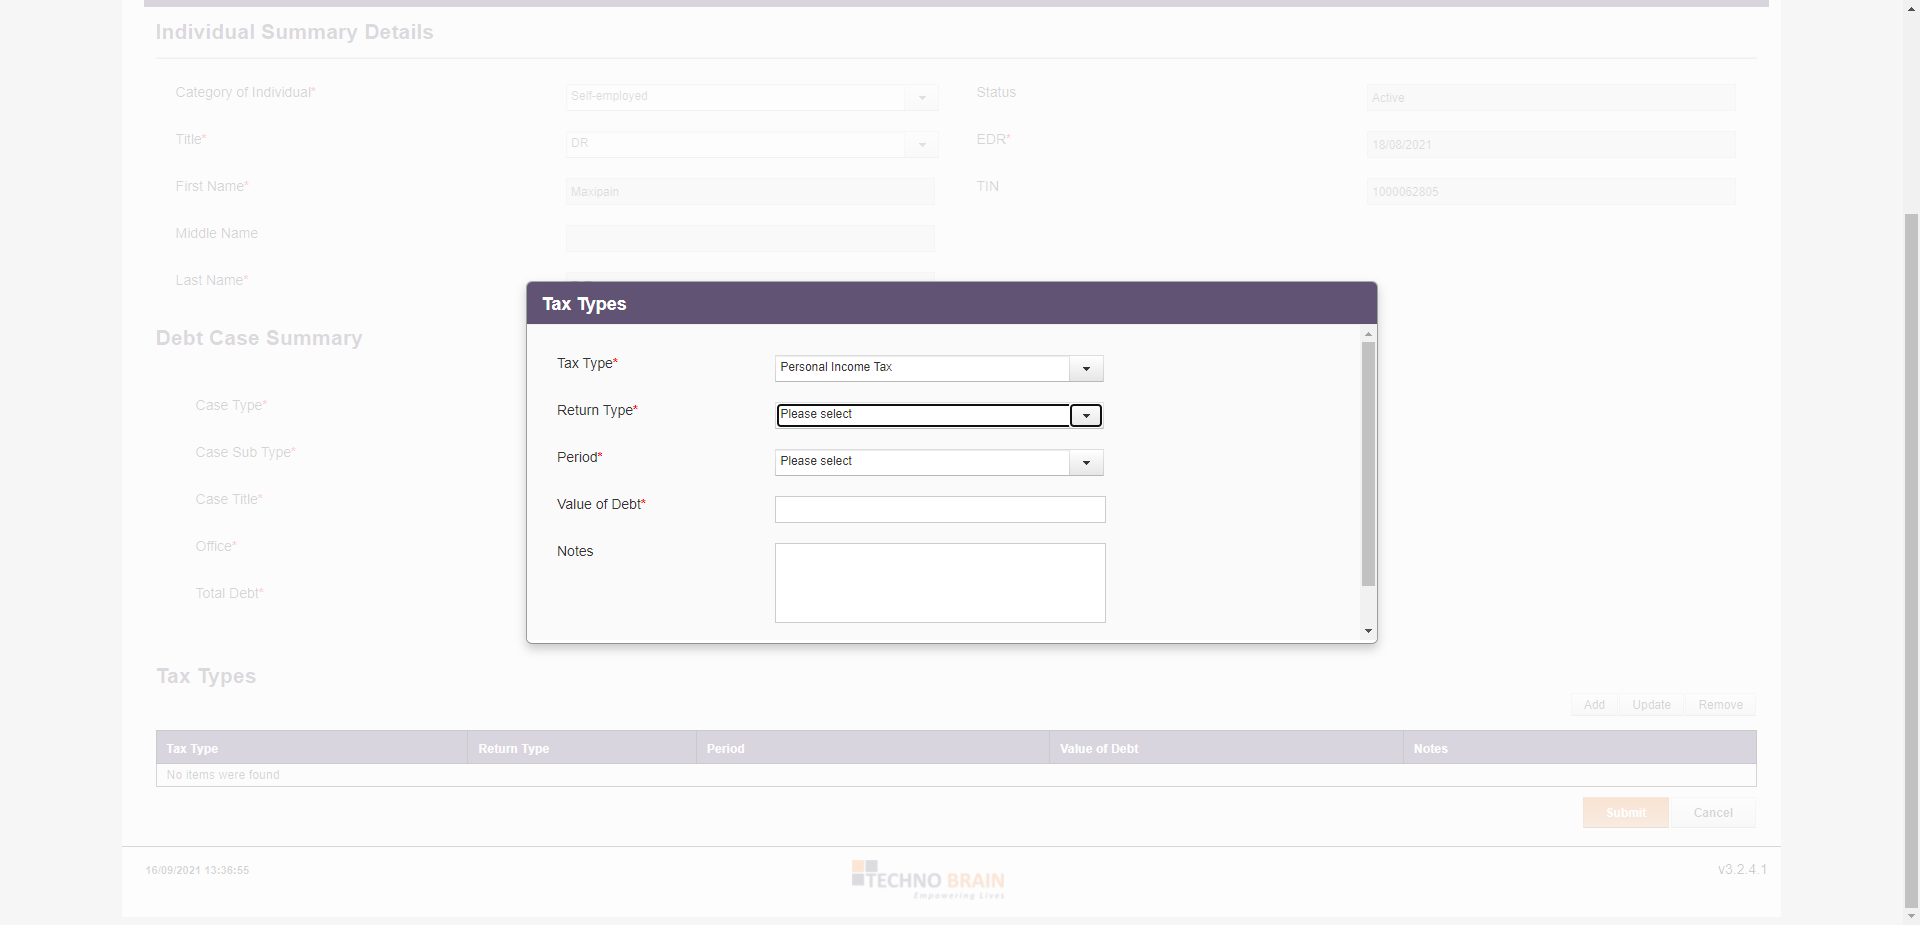 Individual Summary Details
Category of Individual* Self-employed Status Active
Title* DR EDR* 18/08/2021
First Name* Maxipain TIN 1000062805
Middle Name
Last Name*
Tax Types
Tax Type* Personal Income Tax
Return Type* Please select
Period* Please select
Value of Debt*
Notes
Debt Case Summary
Case Type*
Case Sub Type*
Case Title*
Office*
Total Debt*
Tax Types
Add Update Remove
Tax Type Return Type Period Value of Debt Notes
No items were found
Submit Cancel
16/09/2021 13:36:55 TECHNO BRAIN v3.2.4.1
Empowering Lives